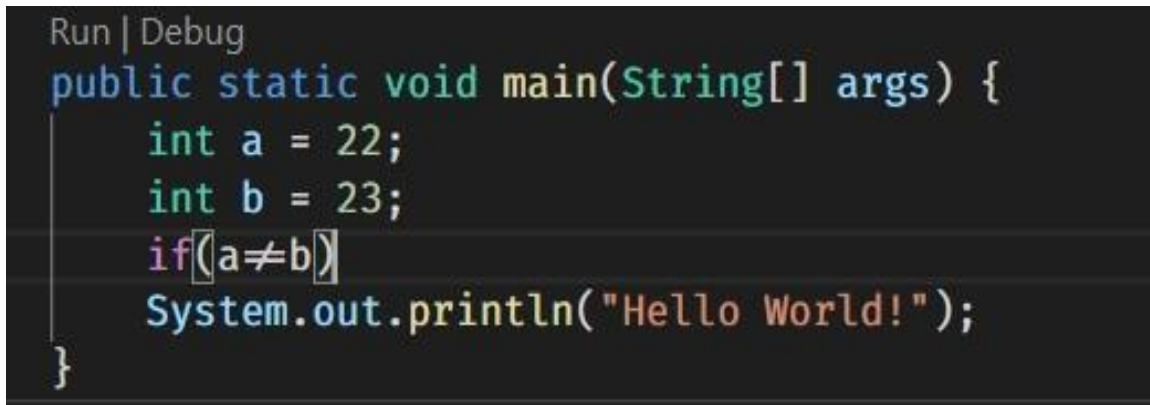 Run | Debug
public static void main(String[] args) {
    int a = 22;
    int b = 23;
    if(a≠b)
    System.out.println("Hello World!");
}